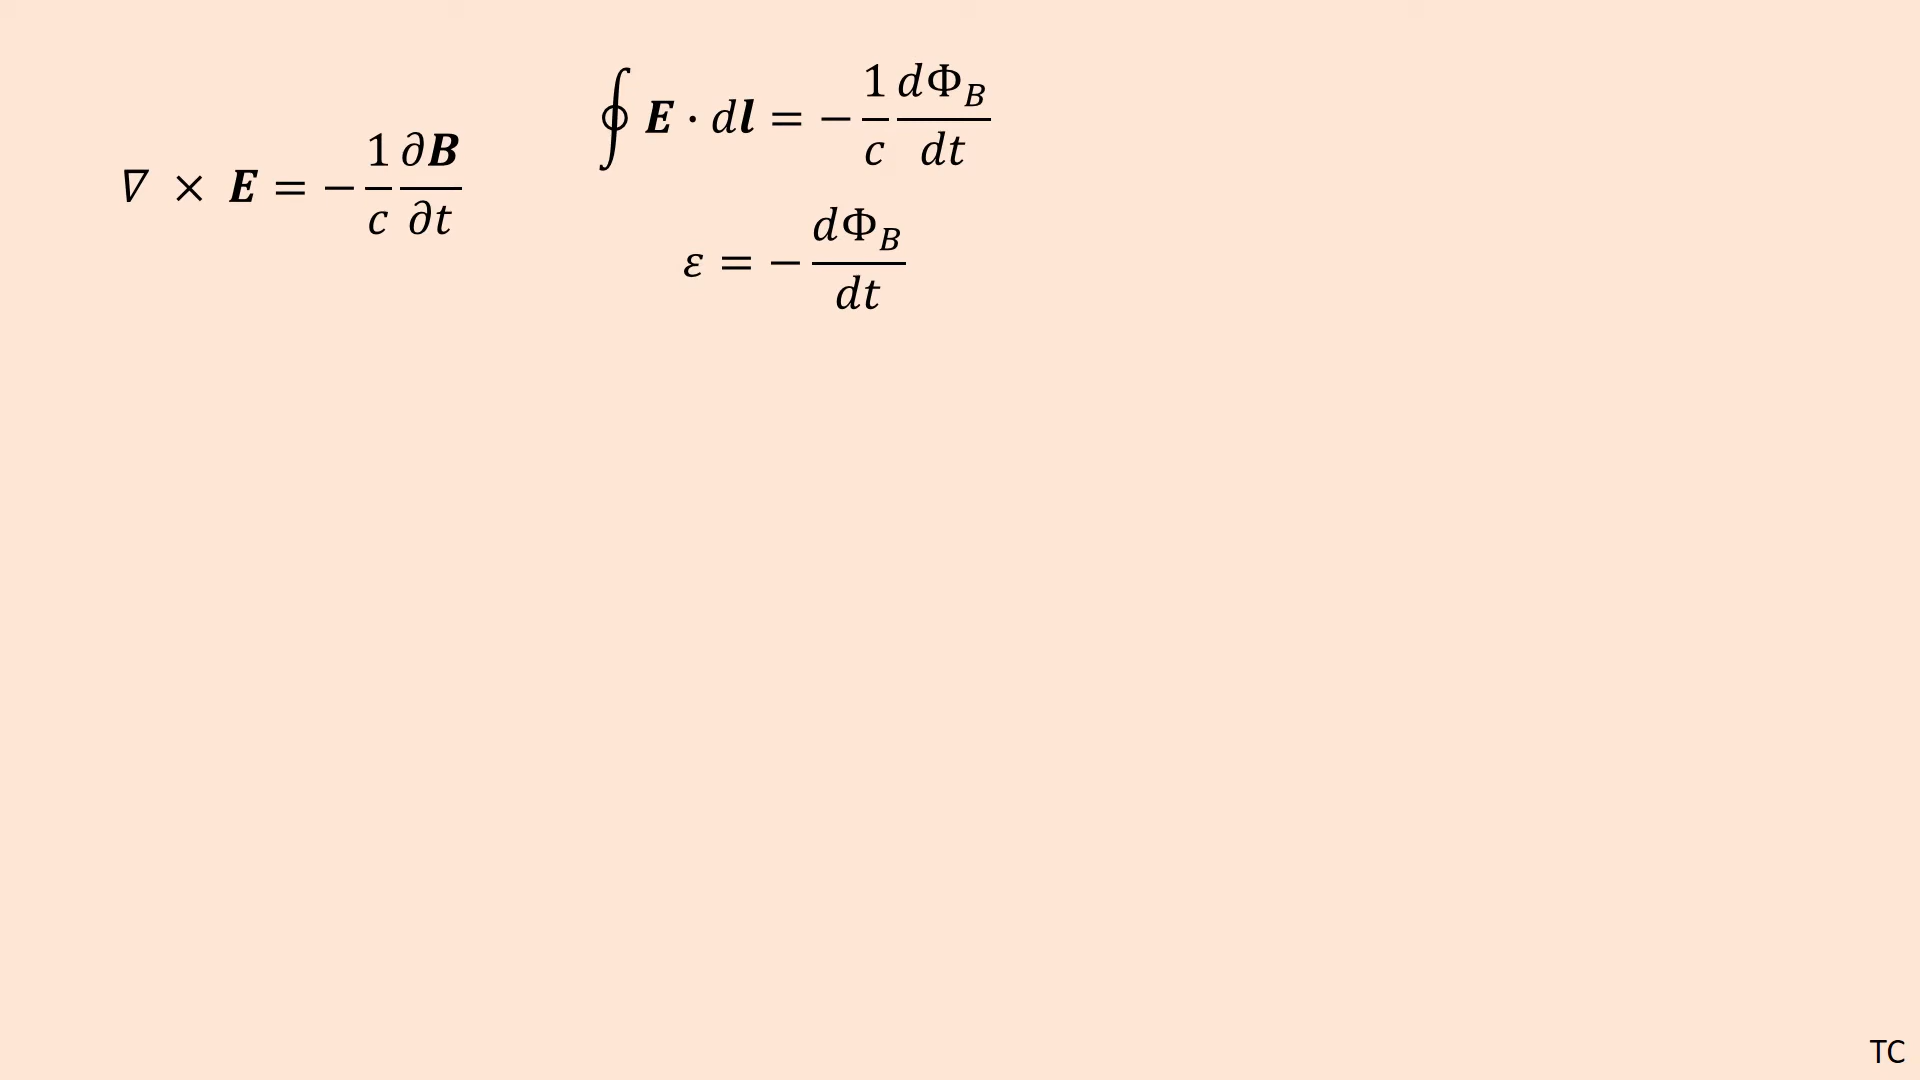 ∇ × E = − 1/c ∂B/∂t
∮ E · dl = − 1/c dΦ_B/dt
ε = − dΦ_B/dt
TC